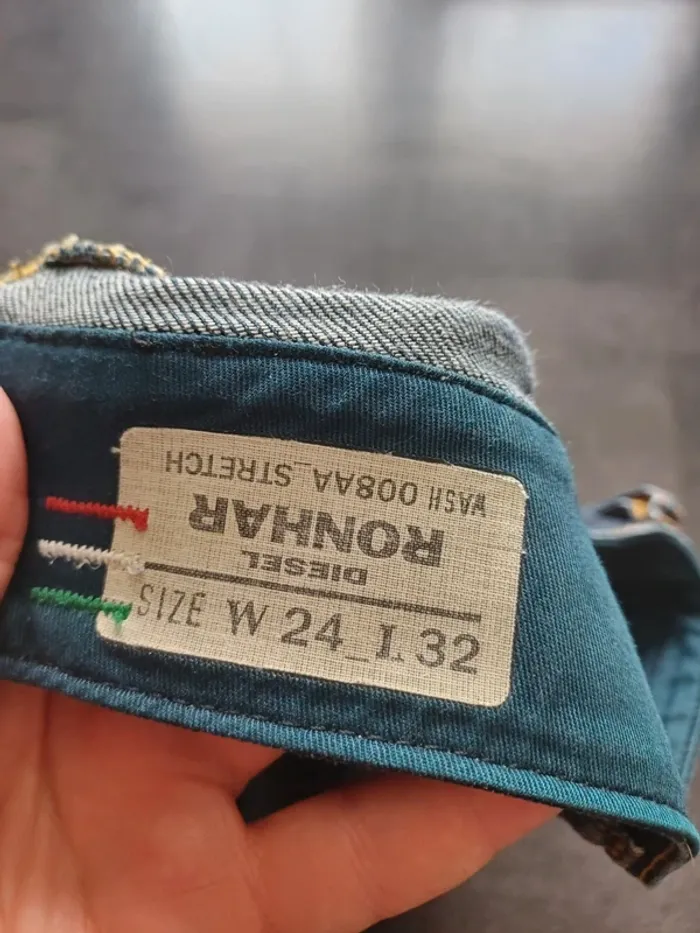 WASH 008AA_STRETCH
RONHAR
DIESEL
SIZE W 24_L 32